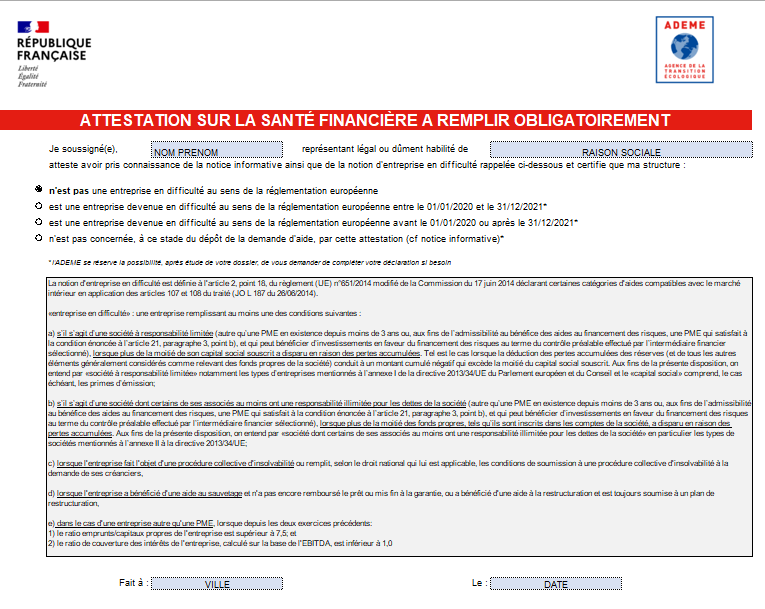 RÉPUBLIQUE
FRANÇAISE
Liberté
Égalité
Fraternité
ADEME
AGENCE DE LA
TRANSITION
ÉCOLOGIQUE
ATTESTATION SUR LA SANTÉ FINANCIÈRE A REMPLIR OBLIGATOIREMENT
Je soussigné(e), NOM PRENOM représentant légal ou dûment habilité de RAISON SOCIALE
atteste avoir pris connaissance de la notice informative ainsi que de la notion d'entreprise en difficulté rappelée ci-dessous et certifie que ma structure :
n'est pas une entreprise en difficulté au sens de la réglementation européenne
est une entreprise devenue en difficulté au sens de la réglementation européenne entre le 01/01/2020 et le 31/12/2021*
est une entreprise devenue en difficulté au sens de la réglementation européenne avant le 01/01/2020 ou après le 31/12/2021*
n'est pas concernée, à ce stade du dépôt de la demande d'aide, par cette attestation (cf notice informative)*
* l'ADEME se réserve la possibilité, après étude de votre dossier, de vous demander de compléter votre déclaration si besoin
La notion d'entreprise en difficulté est définie à l'article 2, point 18, du règlement (UE) n°651/2014 modifié de la Commission du 17 juin 2014 déclarant certaines catégories d'aides compatibles avec le marché
intérieur en application des articles 107 et 108 du traité (JO L 187 du 26/06/2014).
«entreprise en difficulté» : une entreprise remplissant au moins une des conditions suivantes :
a) s'il s'agit d'une société à responsabilité limitée (autre qu'une PME en existence depuis moins de 3 ans ou, aux fins de l'admissibilité au bénéfice des aides au financement des risques, une PME qui satisfait à
la condition énoncée à l'article 21, paragraphe 3, point b), et qui peut bénéficier d'investissements en faveur du financement des risques au terme du contrôle préalable effectué par l'intermédiaire financier
sélectionné), lorsque plus de la moitié de son capital social souscrit a disparu en raison des pertes accumulées. Tel est le cas lorsque la déduction des pertes accumulées des réserves (et de tous les autres
éléments généralement considérés comme relevant des fonds propres de la société) conduit à un montant cumulé négatif qui excède la moitié du capital social souscrit. Aux fins de la présente disposition, on
entend par «société à responsabilité limitée» notamment les types d'entreprises mentionnés à l'annexe I de la directive 2013/34/UE du Parlement européen et du Conseil et le «capital social» comprend, le cas
échéant, les primes d'émission;
b) s'il s'agit d'une société dont certains de ses associés au moins ont une responsabilité illimitée pour les dettes de la société (autre qu'une PME en existence depuis moins de 3 ans ou, aux fins de l'admissibilité
au bénéfice des aides au financement des risques, une PME qui satisfait à la condition énoncée à l'article 21, paragraphe 3, point b), et qui peut bénéficier d'investissements en faveur du financement des risques
au terme du contrôle préalable effectué par l'intermédiaire financier sélectionné), lorsque plus de la moitié des fonds propres, tels qu'ils sont inscrits dans les comptes de la société, a disparu en raison des
pertes accumulées. Aux fins de la présente disposition, on entend par «société dont certains de ses associés au moins ont une responsabilité illimitée pour les dettes de la société» en particulier les types de
sociétés mentionnés à l'annexe II de la directive 2013/34/UE;
c) lorsque l'entreprise fait l'objet d'une procédure collective d'insolvabilité ou remplit, selon le droit national qui lui est applicable, les conditions de soumission à une procédure collective d'insolvabilité à la
demande de ses créanciers,
d) lorsque l'entreprise a bénéficié d'une aide au sauvetage et n'a pas encore remboursé le prêt ou mis fin à la garantie, ou a bénéficié d'une aide à la restructuration et est toujours soumise à un plan de
restructuration,
e) dans le cas d'une entreprise autre qu'une PME, lorsque depuis les deux exercices précédents:
1) le ratio emprunts/capitaux propres de l'entreprise est supérieur à 7,5; et
2) le ratio de couverture des intérêts de l'entreprise, calculé sur la base de l'EBITDA, est inférieur à 1,0
Fait à : VILLE Le : DATE